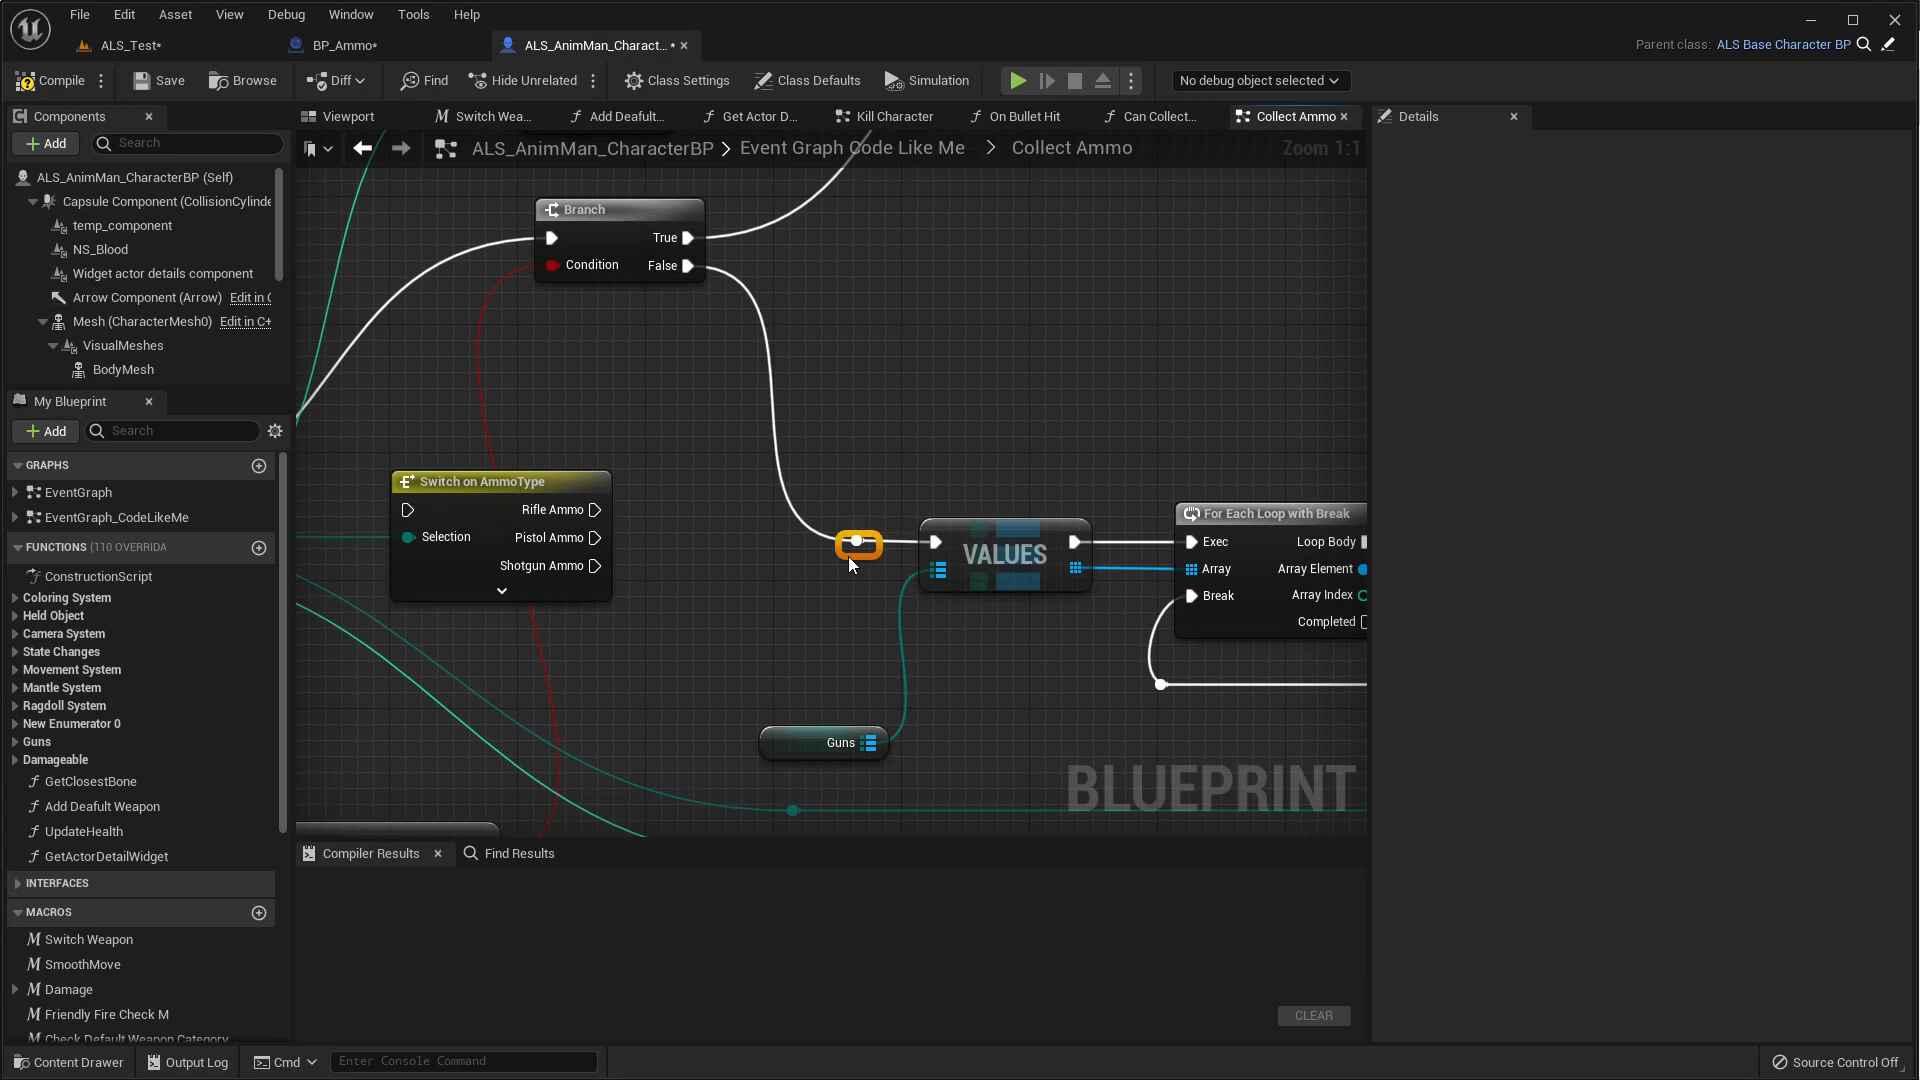 File Edit Asset View Debug Window Tools Help
ALS_Test* BP_Ammo* ALS_AnimMan_Charact... * ×
Parent class: ALS Base Character BP
Compile Save Browse Diff Find Hide Unrelated Class Settings Class Defaults Simulation No debug object selected
Components × Viewport Switch Wea... Add Deafult... Get Actor D... Kill Character On Bullet Hit Can Collect... Collect Ammo × Details ×
+ Add Search
ALS_AnimMan_CharacterBP > Event Graph Code Like Me > Collect Ammo Zoom 1:1
ALS_AnimMan_CharacterBP (Self)
Capsule Component (CollisionCylinde
temp_component
NS_Blood
Widget actor details component
Arrow Component (Arrow) Edit in C
Mesh (CharacterMesh0) Edit in C+
VisualMeshes
BodyMesh
Branch
True
Condition False
Switch on AmmoType
Rifle Ammo
Selection Pistol Ammo
Shotgun Ammo
VALUES
For Each Loop with Break
Exec Loop Body
Array Array Element
Break Array Index
Completed
Guns
BLUEPRINT
My Blueprint ×
+ Add Search
GRAPHS
EventGraph
EventGraph_CodeLikeMe
FUNCTIONS (110 OVERRIDA
ConstructionScript
Coloring System
Held Object
Camera System
State Changes
Movement System
Mantle System
Ragdoll System
New Enumerator 0
Guns
Damageable
GetClosestBone
Add Deafult Weapon
UpdateHealth
GetActorDetailWidget
INTERFACES
MACROS
Switch Weapon
SmoothMove
Damage
Friendly Fire Check M
Check Default Weapon Category
Compiler Results × Find Results
CLEAR
Content Drawer Output Log Cmd Enter Console Command Source Control Off